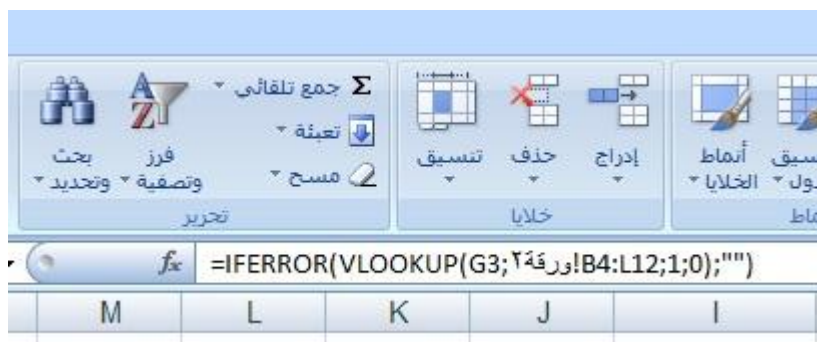 Σ جمع تلقائي
تعبئة
مسح
فرز وتصفية
بحث وتحديد
تحرير
إدراج
حذف
تنسيق
خلايا
أنماط الخلايا
fx
=IFERROR(VLOOKUP(G3;ورقة٢!B4:L12;1;0);"")
M L K J I